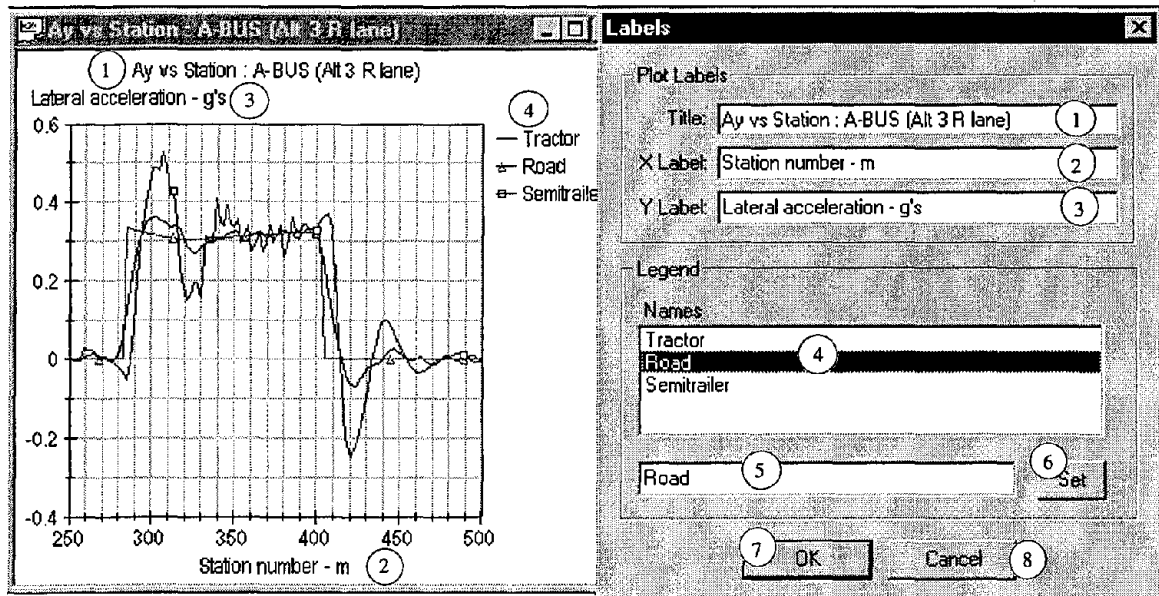 Ay vs Station : A-BUS (Alt 3 R lane)
1 Ay vs Station : A-BUS (Alt 3 R lane)
Lateral acceleration - g's 3
4
Tractor
Road
Semitraile
0.6
0.4
0.2
0
-0.2
-0.4
250 300 350 400 450 500
Station number - m 2
Labels
Plot Labels
Title: Ay vs Station : A-BUS (Alt 3 R lane) 1
X Label: Station number - m 2
Y Label: Lateral acceleration - g's 3
Legend
Names
Tractor
Road 4
Semitrailer
Road 5
6 Set
7 OK
Cancel 8